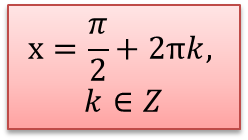 x = π/2 + 2πk,
k ∈ Z